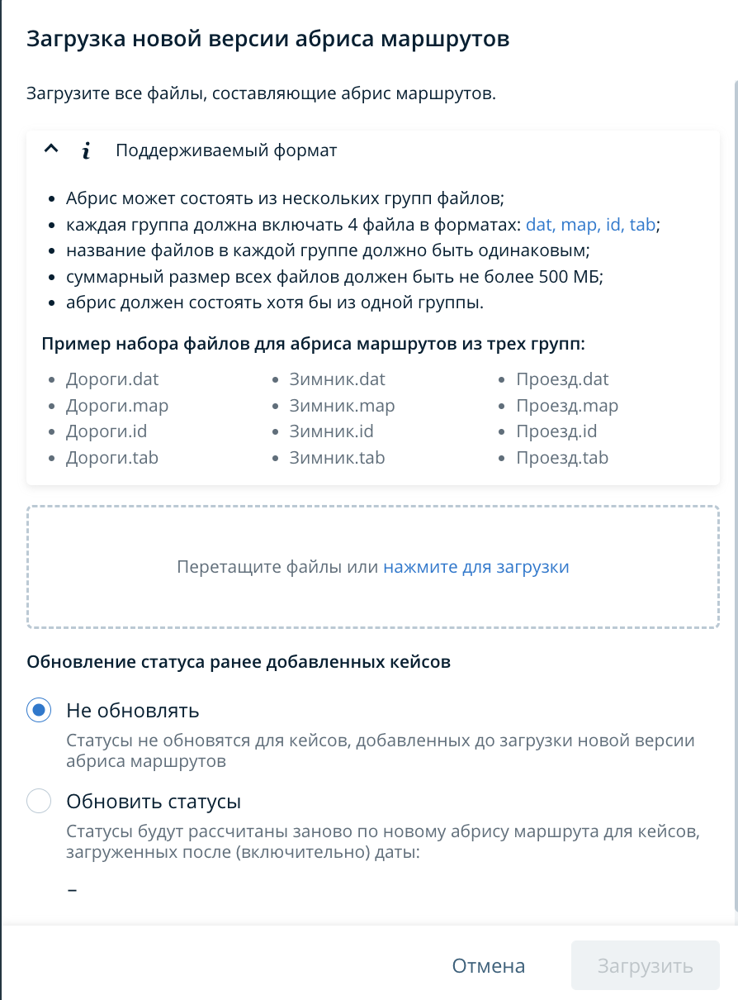 Загрузка новой версии абриса маршрутов
Загрузите все файлы, составляющие абрис маршрутов.
i Поддерживаемый формат
• Абрис может состоять из нескольких групп файлов;
• каждая группа должна включать 4 файла в форматах: dat, map, id, tab;
• название файлов в каждой группе должно быть одинаковым;
• суммарный размер всех файлов должен быть не более 500 МБ;
• абрис должен состоять хотя бы из одной группы.
Пример набора файлов для абриса маршрутов из трех групп:
• Дороги.dat
• Дороги.map
• Дороги.id
• Дороги.tab
• Зимник.dat
• Зимник.map
• Зимник.id
• Зимник.tab
• Проезд.dat
• Проезд.map
• Проезд.id
• Проезд.tab
Перетащите файлы или нажмите для загрузки
Обновление статуса ранее добавленных кейсов
Не обновлять
Статусы не обновятся для кейсов, добавленных до загрузки новой версии
абриса маршрутов
Обновить статусы
Статусы будут рассчитаны заново по новому абрису маршрута для кейсов,
загруженных после (включительно) даты:
–
Отмена
Загрузить